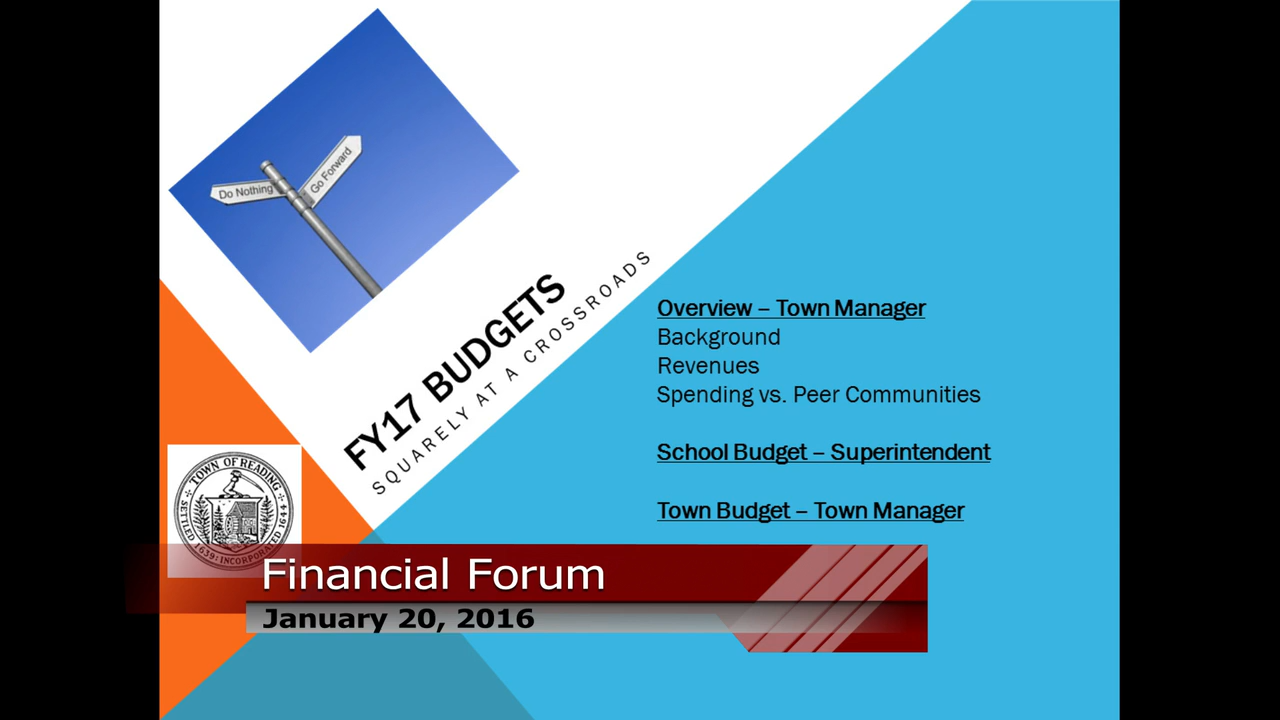 Do Nothing
Go Forward
FY17 BUDGETS
SQUARELY AT A CROSSROADS
Overview – Town Manager
Background
Revenues
Spending vs. Peer Communities
School Budget – Superintendent
Town Budget – Town Manager
TOWN OF READING
SETTLED 1639: INCORPORATED 1644
Financial Forum
January 20, 2016